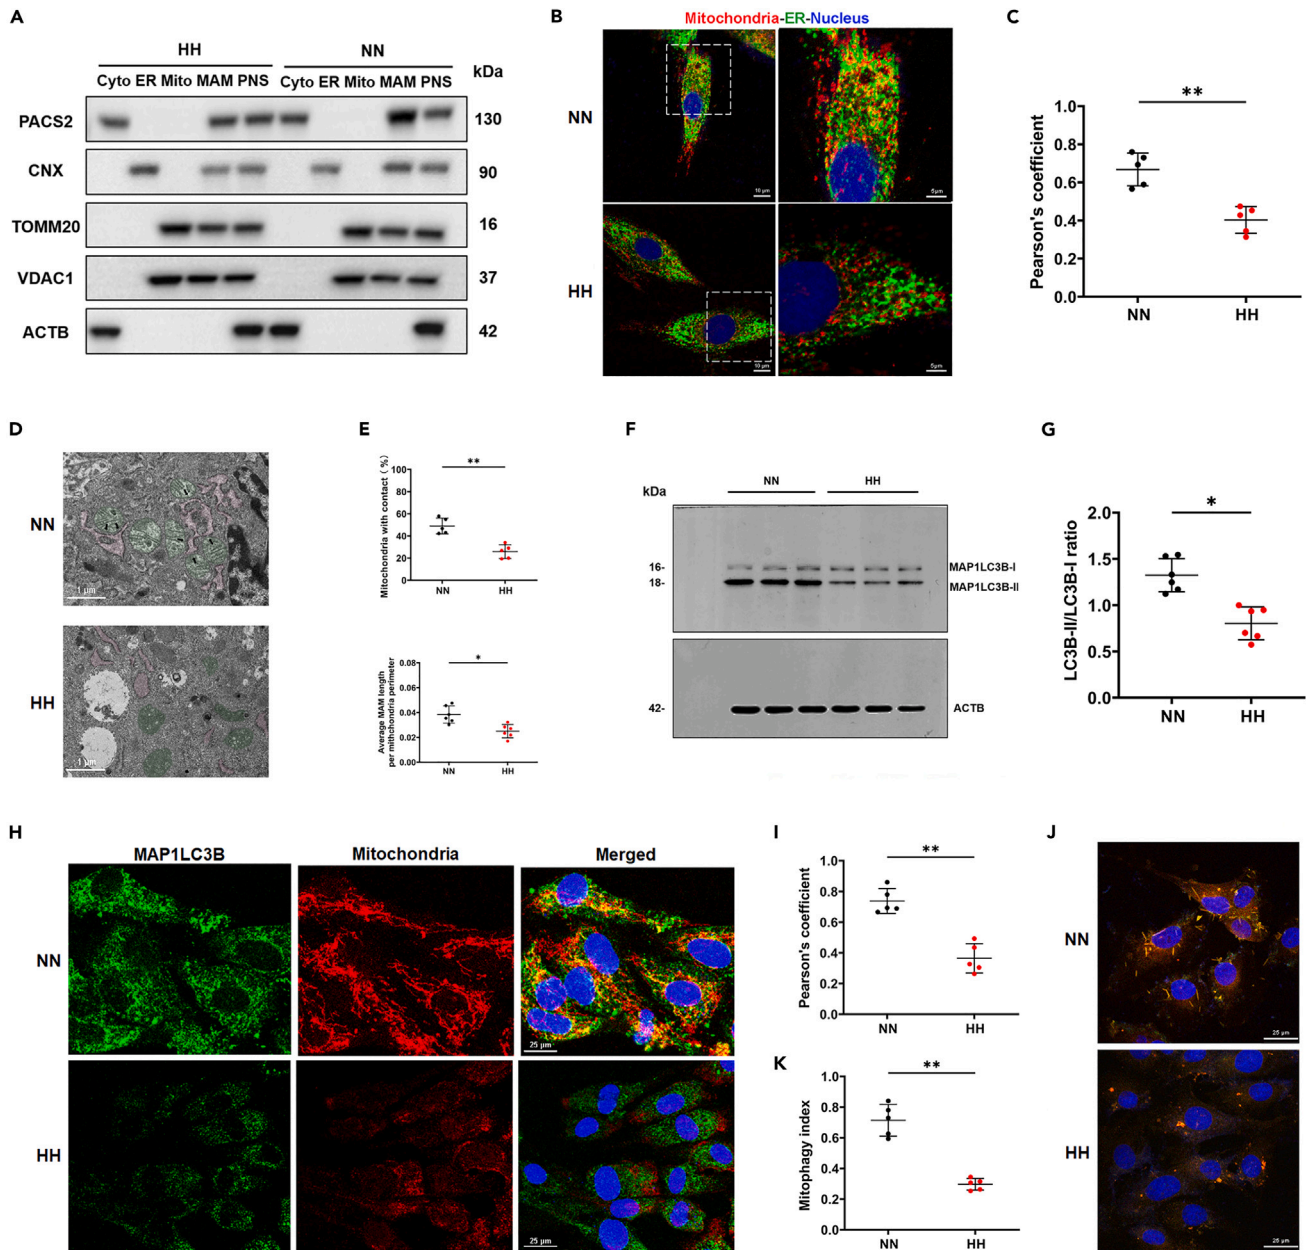 A
HH NN
Cyto ER Mito MAM PNS Cyto ER Mito MAM PNS kDa
PACS2 130
CNX 90
TOMM20 16
VDAC1 37
ACTB 42
B
Mitochondria-ER-Nucleus
NN
10 µm 5µm
HH
10 µm 5µm
C
Pearson's coefficient
**
1.0
0.8
0.6
0.4
0.2
0.0
NN HH
D
NN
1 µm
HH
1 µm
E
Mitochondria with contact (%)
**
100
80
60
40
20
0
NN HH
Average MAM length
per mithchondria perimeter
*
0.08
0.06
0.04
0.02
0.00
NN HH
F
kDa
NN HH
16- MAP1LC3B-I
18- MAP1LC3B-II
42- ACTB
G
LC3B-II/LC3B-I ratio
*
2.0
1.5
1.0
0.5
0.0
NN HH
H
MAP1LC3B Mitochondria Merged
NN
25 µm
HH
25 µm
I
Pearson's coefficient
**
1.0
0.8
0.6
0.4
0.2
0.0
NN HH
J
NN
25 µm
HH
25 µm
K
Mitophagy index
**
1.0
0.8
0.6
0.4
0.2
0.0
NN HH